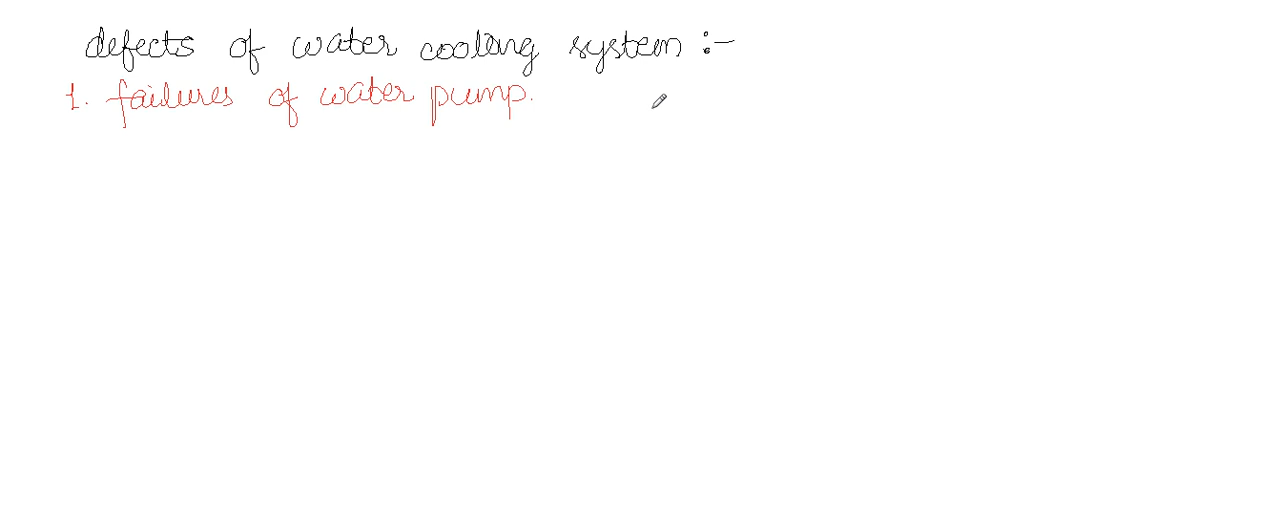 defects of water cooling system :-
1. failures of water pump.